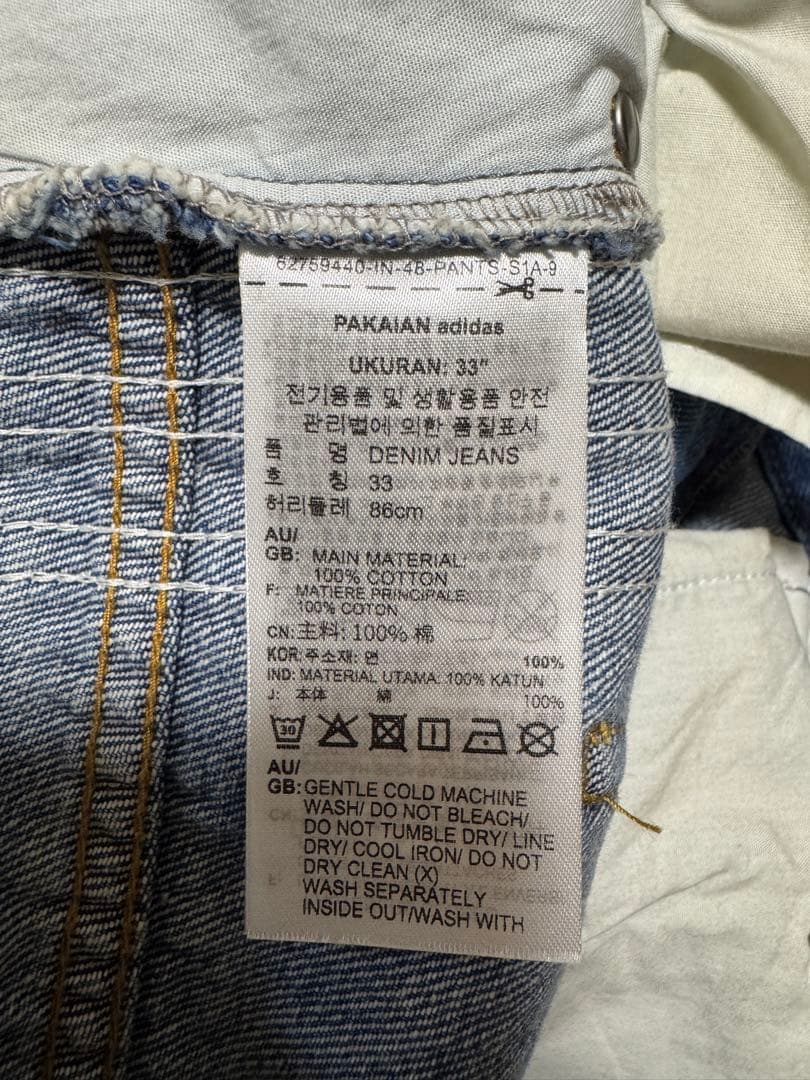 62759440-IN-48-PANTS-S1A-9
PAKAIAN adidas
UKURAN: 33"
전기용품 및 생활용품 안전
관리법에 의한 품질표시
품 명 DENIM JEANS
호 칭 33
허리둘레 86cm
AU/
GB: MAIN MATERIAL:
100% COTTON
F: MATIERE PRINCIPALE:
100% COTON
CN: 主料: 100% 棉
KOR: 주소재: 면 100%
IND: MATERIAL UTAMA: 100% KATUN
J: 本体 綿 100%
30
AU/
GB: GENTLE COLD MACHINE
WASH/ DO NOT BLEACH/
DO NOT TUMBLE DRY/ LINE
DRY/ COOL IRON/ DO NOT
DRY CLEAN (X)
WASH SEPARATELY
INSIDE OUT/WASH WITH